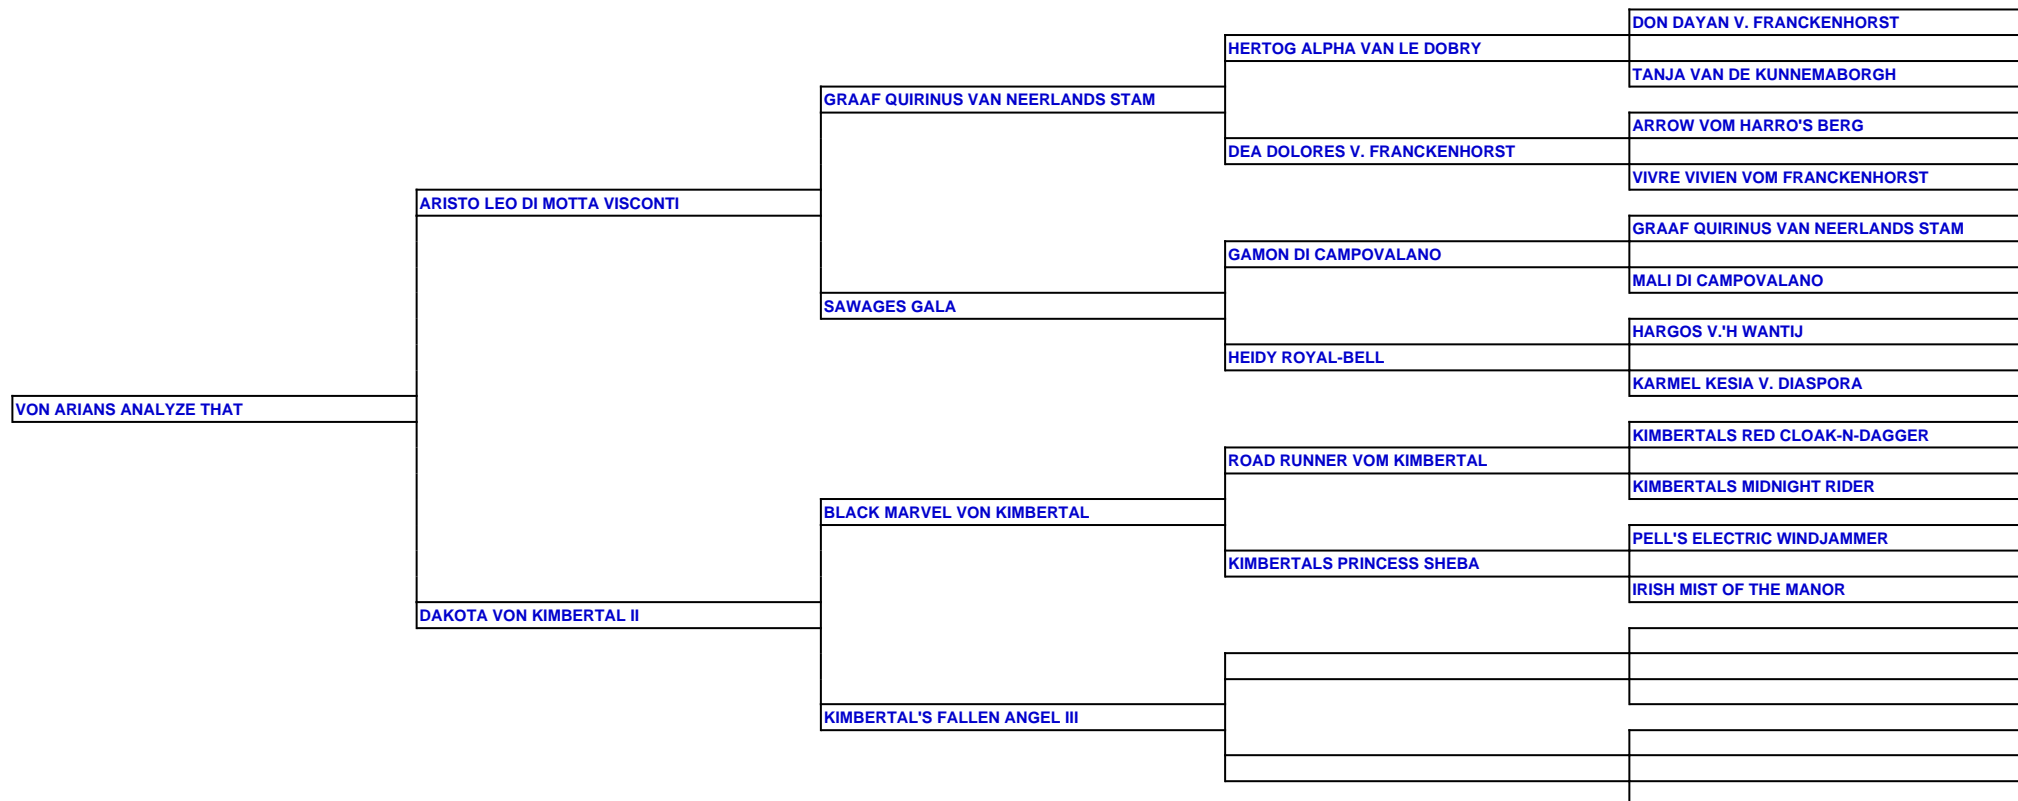 DON DAYAN V. FRANCKENHORST
HERTOG ALPHA VAN LE DOBRY
TANJA VAN DE KUNNEMABORGH
GRAAF QUIRINUS VAN NEERLANDS STAM
ARROW VOM HARRO'S BERG
DEA DOLORES V. FRANCKENHORST
VIVRE VIVIEN VOM FRANCKENHORST
ARISTO LEO DI MOTTA VISCONTI
GRAAF QUIRINUS VAN NEERLANDS STAM
GAMON DI CAMPOVALANO
MALI DI CAMPOVALANO
SAWAGES GALA
HARGOS V.'H WANTIJ
HEIDY ROYAL-BELL
KARMEL KESIA V. DIASPORA
VON ARIANS ANALYZE THAT
KIMBERTALS RED CLOAK-N-DAGGER
ROAD RUNNER VOM KIMBERTAL
KIMBERTALS MIDNIGHT RIDER
BLACK MARVEL VON KIMBERTAL
PELL'S ELECTRIC WINDJAMMER
KIMBERTALS PRINCESS SHEBA
IRISH MIST OF THE MANOR
DAKOTA VON KIMBERTAL II
KIMBERTAL'S FALLEN ANGEL III